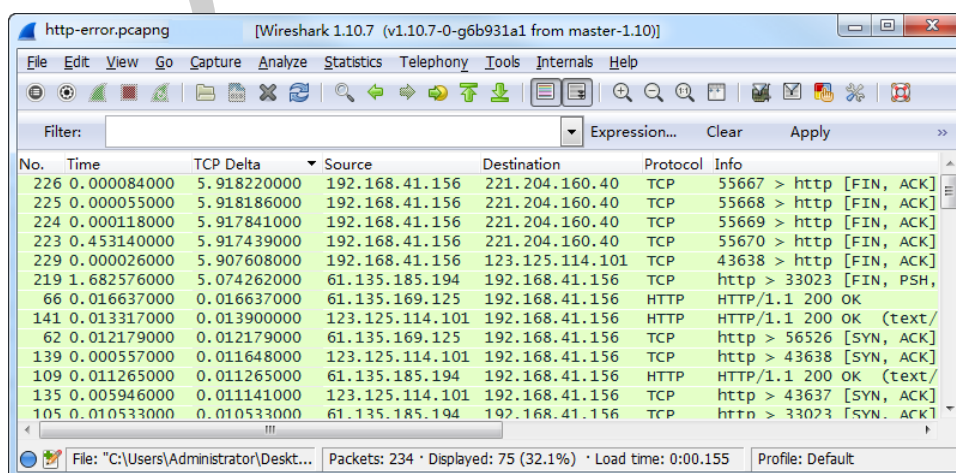 http-error.pcapng [Wireshark 1.10.7 (v1.10.7-0-g6b931a1 from master-1.10)]
File Edit View Go Capture Analyze Statistics Telephony Tools Internals Help
Filter: Expression... Clear Apply »
No. Time TCP Delta Source Destination Protocol Info
226 0.000084000 5.918220000 192.168.41.156 221.204.160.40 TCP 55667 > http [FIN, ACK]
225 0.000055000 5.918186000 192.168.41.156 221.204.160.40 TCP 55668 > http [FIN, ACK]
224 0.000118000 5.917841000 192.168.41.156 221.204.160.40 TCP 55669 > http [FIN, ACK]
223 0.453140000 5.917439000 192.168.41.156 221.204.160.40 TCP 55670 > http [FIN, ACK]
229 0.000026000 5.907608000 192.168.41.156 123.125.114.101 TCP 43638 > http [FIN, ACK]
219 1.682576000 5.074262000 61.135.185.194 192.168.41.156 TCP http > 33023 [FIN, PSH,
66 0.016637000 0.016637000 61.135.169.125 192.168.41.156 HTTP HTTP/1.1 200 OK
141 0.013317000 0.013900000 123.125.114.101 192.168.41.156 HTTP HTTP/1.1 200 OK (text/
62 0.012179000 0.012179000 61.135.169.125 192.168.41.156 TCP http > 56526 [SYN, ACK]
139 0.000557000 0.011648000 123.125.114.101 192.168.41.156 TCP http > 43638 [SYN, ACK]
109 0.011265000 0.011265000 61.135.185.194 192.168.41.156 HTTP HTTP/1.1 200 OK (text/
135 0.005946000 0.011141000 123.125.114.101 192.168.41.156 TCP http > 43637 [SYN, ACK]
105 0.010533000 0.010533000 61.135.185.194 192.168.41.156 TCP http > 33023 [SYN, ACK]
File: "C:\Users\Administrator\Deskt... Packets: 234 · Displayed: 75 (32.1%) · Load time: 0:00.155 Profile: Default